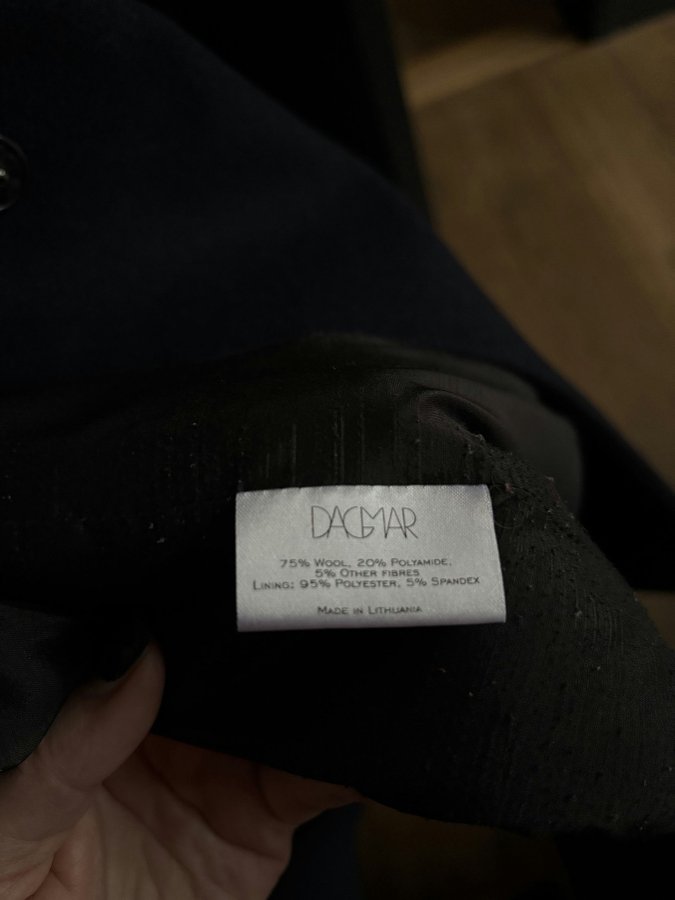 DAGMAR
75% Wool, 20% Polyamide,
5% Other fibres
Lining: 95% Polyester, 5% Spandex
Made in Lithuania